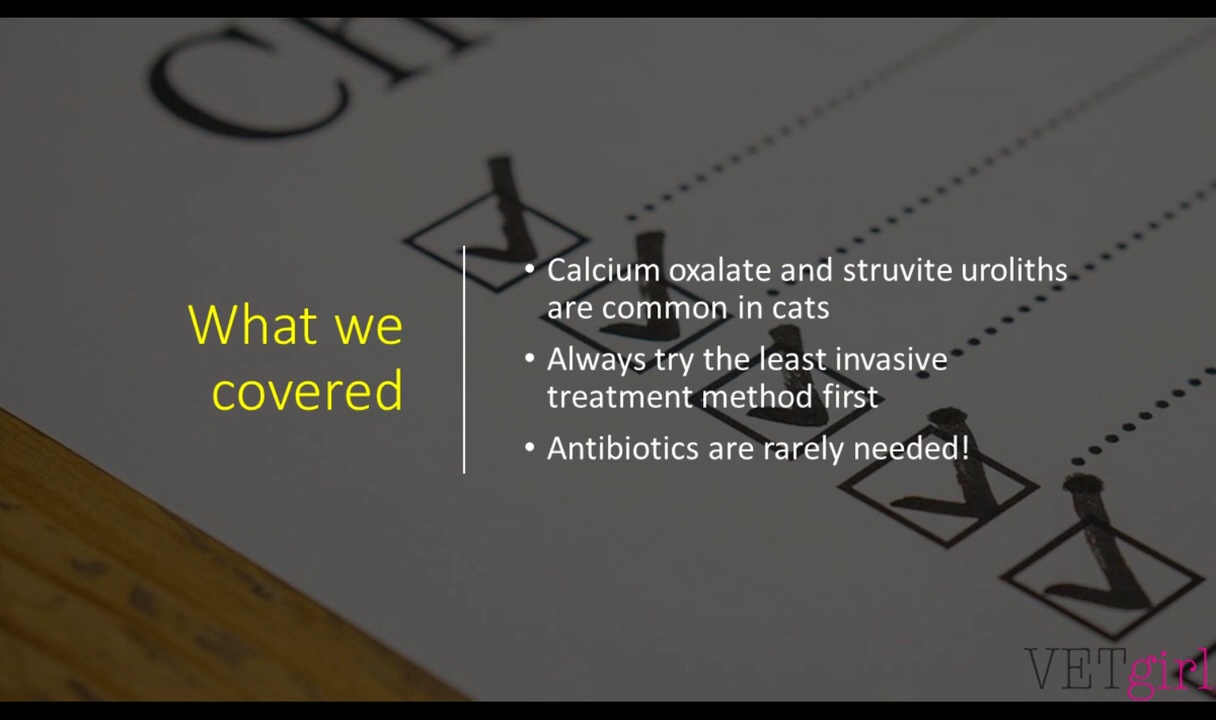 Ch
What we
covered
• Calcium oxalate and struvite uroliths
are common in cats
• Always try the least invasive
treatment method first
• Antibiotics are rarely needed!
VETgirl